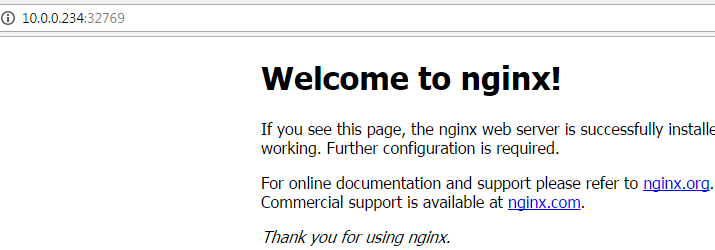 10.0.0.234:32769
Welcome to nginx!
If you see this page, the nginx web server is successfully installe
working. Further configuration is required.
For online documentation and support please refer to nginx.org.
Commercial support is available at nginx.com.
Thank you for using nginx.